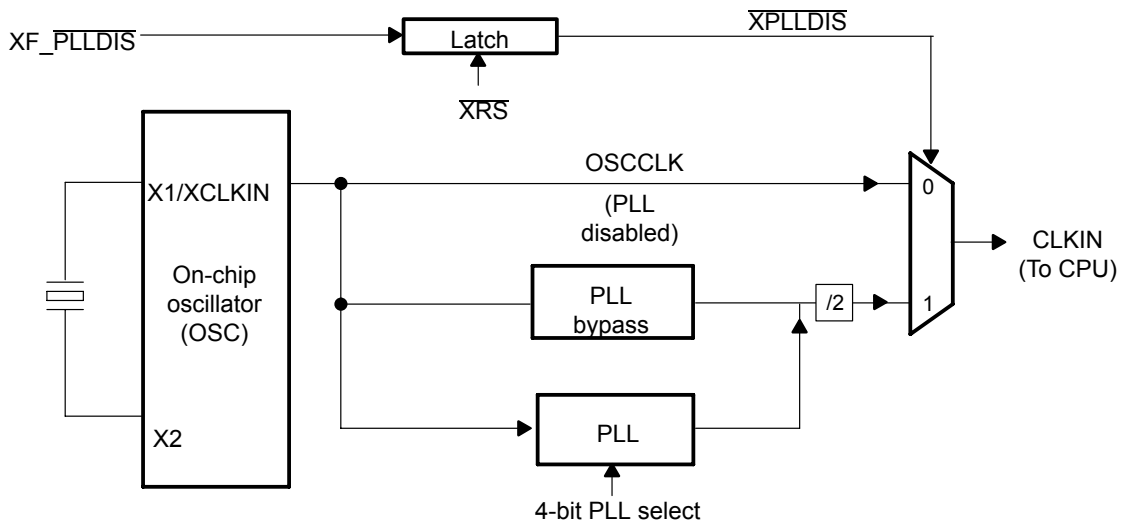 XF_PLLDIS
Latch
XPLLDIS
XRS
X1/XCLKIN
On-chip
oscillator
(OSC)
X2
OSCCLK
(PLL
disabled)
PLL
bypass
/2
PLL
4-bit PLL select
0
1
CLKIN
(To CPU)